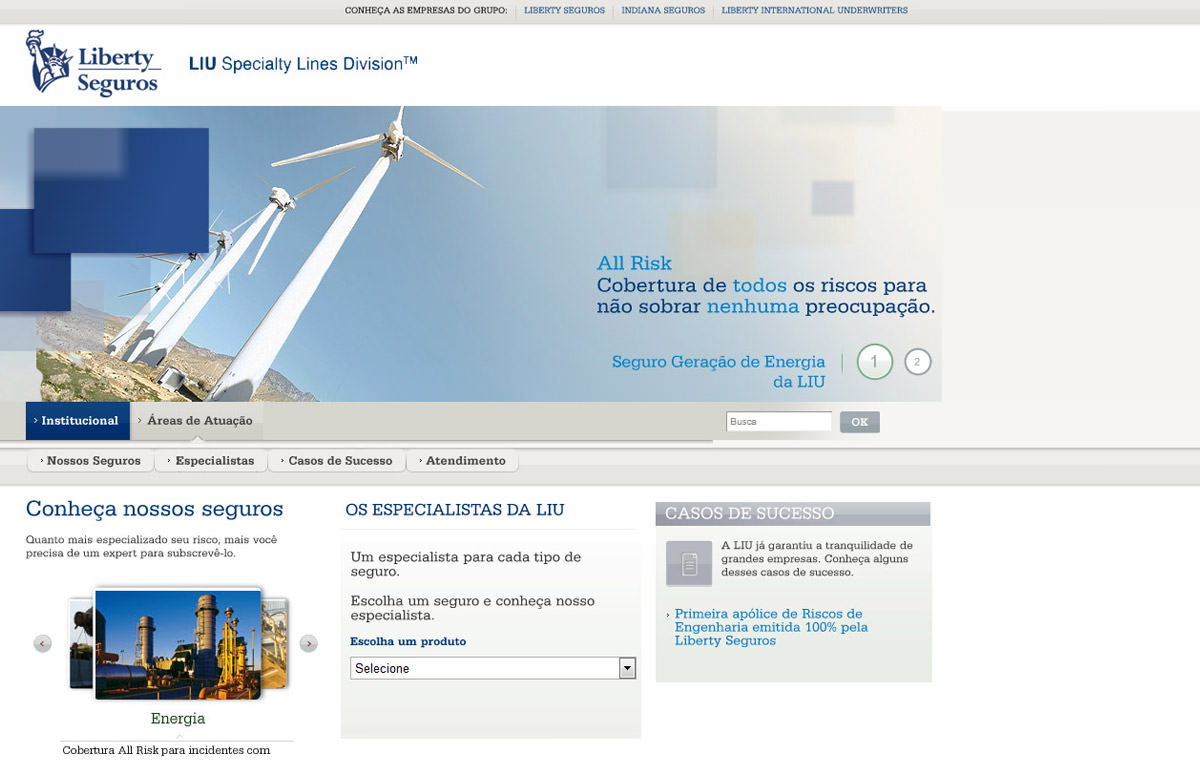 CONHEÇA AS EMPRESAS DO GRUPO: LIBERTY SEGUROS INDIANA SEGUROS LIBERTY INTERNATIONAL UNDERWRITERS
Liberty
Seguros
LIU Specialty Lines Division™
All Risk
Cobertura de todos os riscos para
não sobrar nenhuma preocupação.
Seguro Geração de Energia
da LIU
1
2
Institucional
Áreas de Atuação
Busca
OK
Nossos Seguros
Especialistas
Casos de Sucesso
Atendimento
Conheça nossos seguros
Quanto mais especializado seu risco, mais você
precisa de um expert para subscrevê-lo.
Energia
Cobertura All Risk para incidentes com
OS ESPECIALISTAS DA LIU
Um especialista para cada tipo de
seguro.
Escolha um seguro e conheça nosso
especialista.
Escolha um produto
Selecione
CASOS DE SUCESSO
A LIU já garantiu a tranquilidade de
grandes empresas. Conheça alguns
desses casos de sucesso.
Primeira apólice de Riscos de
Engenharia emitida 100% pela
Liberty Seguros